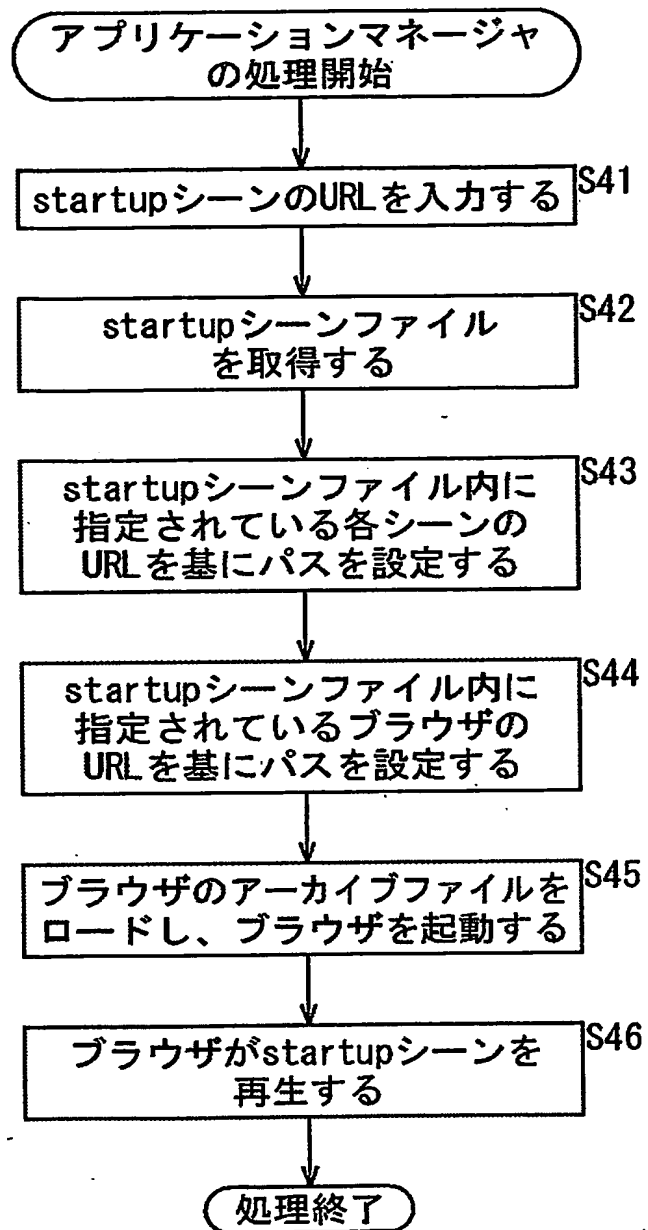 アプリケーションマネージャ
の処理開始
S41
startupシーンのURLを入力する
S42
startupシーンファイル
を取得する
S43
startupシーンファイル内に
指定されている各シーンの
URLを基にパスを設定する
S44
startupシーンファイル内に
指定されているブラウザの
URLを基にパスを設定する
S45
ブラウザのアーカイブファイルを
ロードし、ブラウザを起動する
S46
ブラウザがstartupシーンを
再生する
処理終了